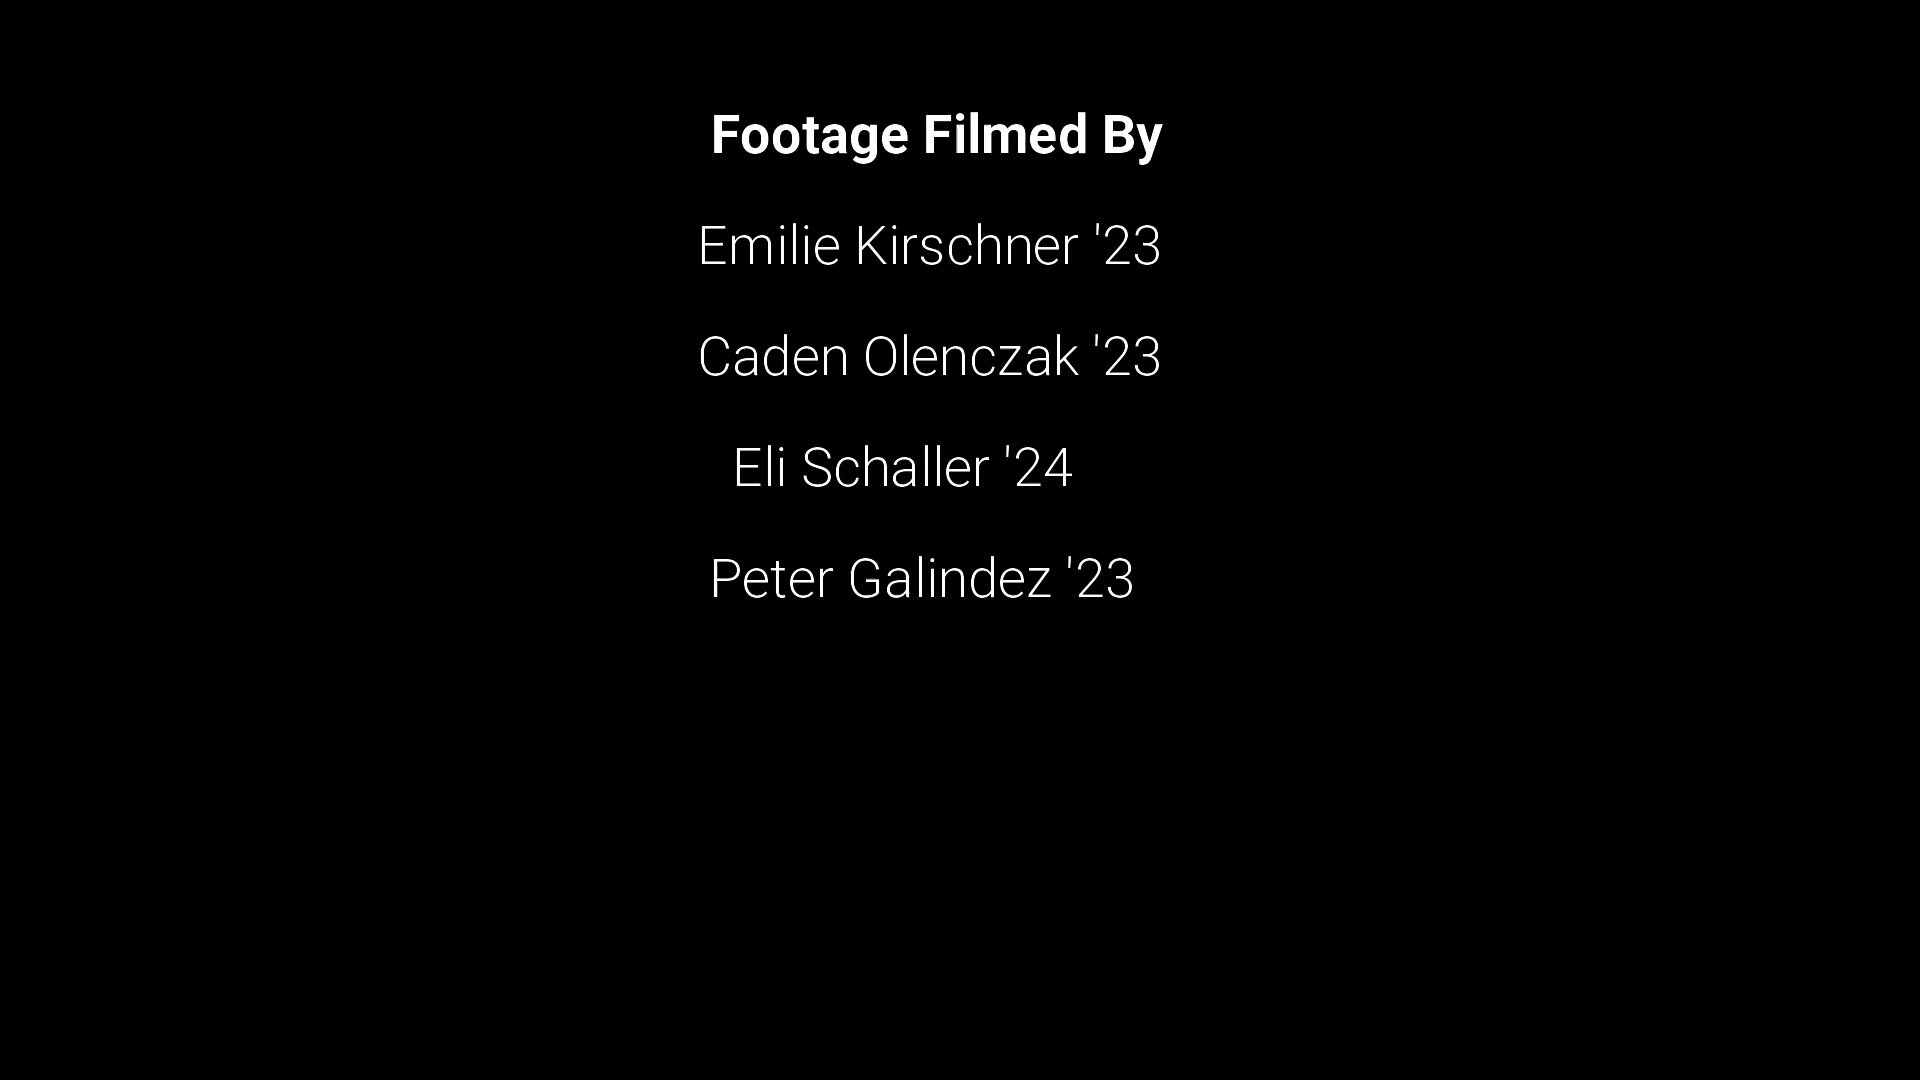 Footage Filmed By
Emilie Kirschner '23
Caden Olenczak '23
Eli Schaller '24
Peter Galindez '23